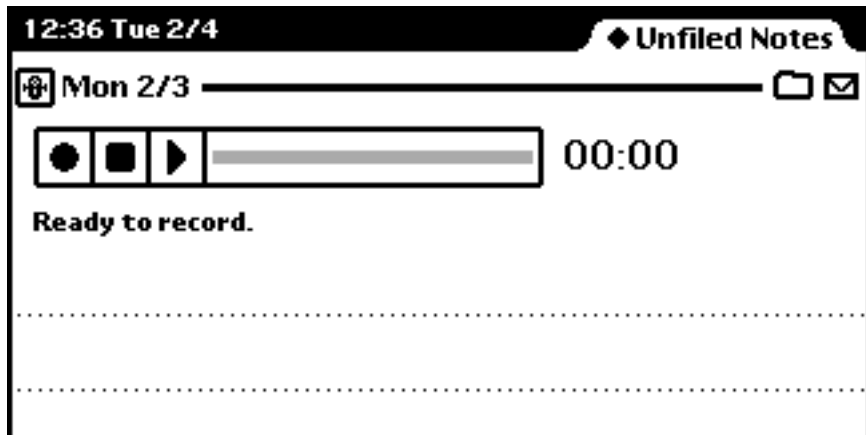 12:36 Tue 2/4
Unfiled Notes
Mon 2/3
00:00
Ready to record.